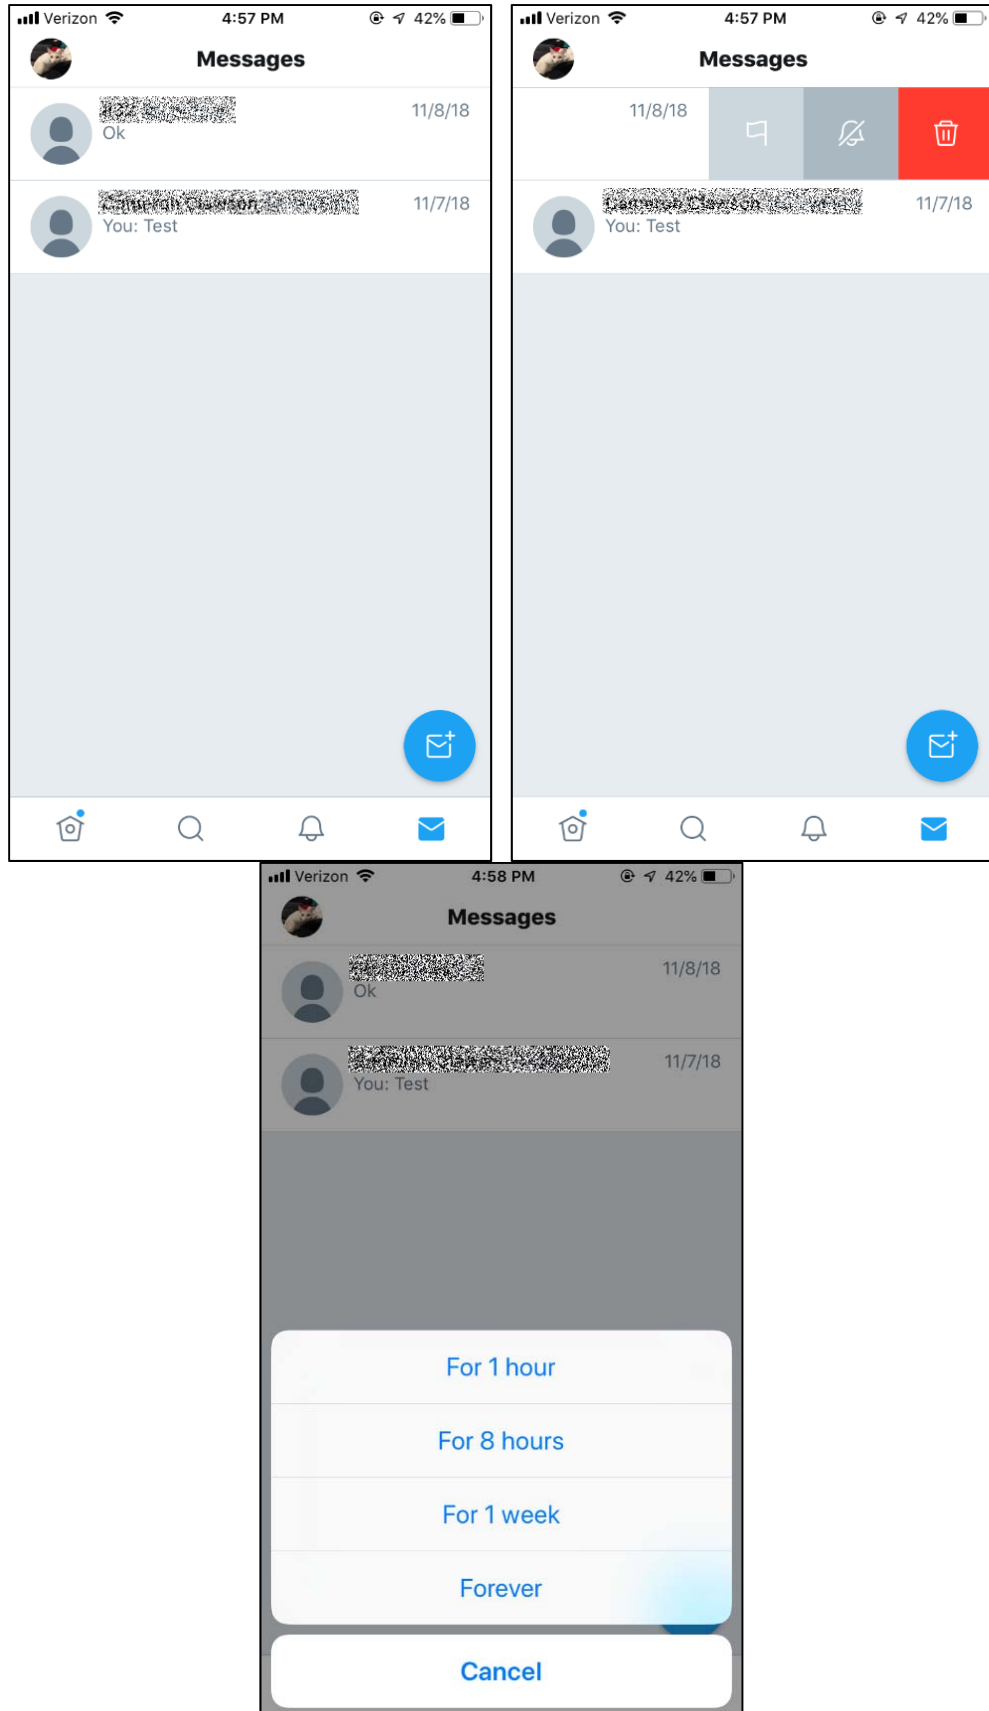 Verizon 4:57 PM 42%
Messages
11/8/18
Ok
11/7/18
You: Test
Verizon 4:57 PM 42%
Messages
11/8/18
11/7/18
You: Test
Verizon 4:58 PM 42%
Messages
11/8/18
Ok
11/7/18
You: Test
For 1 hour
For 8 hours
For 1 week
Forever
Cancel